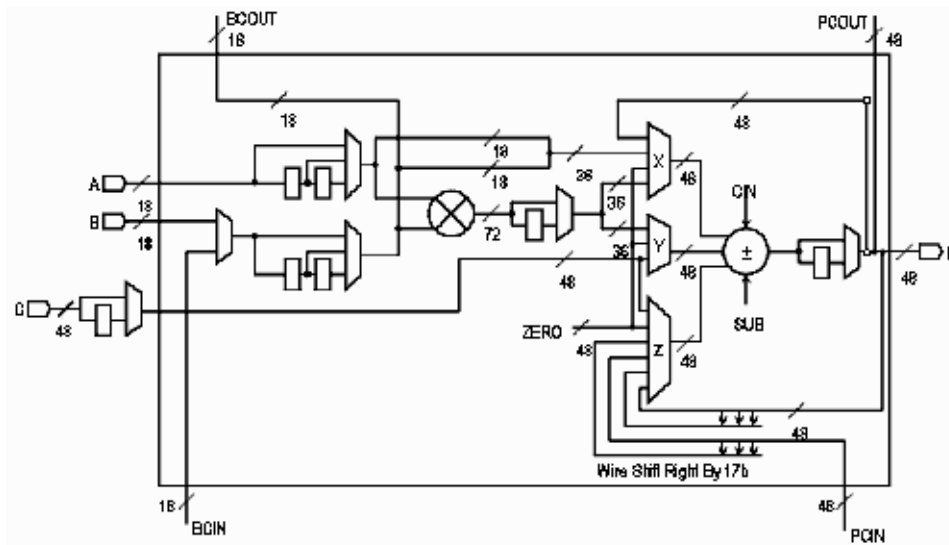 BCOUT
18
PCOUT
48
18
48
A
18
18
18
36
X
48
CIN
B
18
72
36
36
Y
48
±
P
48
C
48
48
ZERO
48
Z
48
SUB
48
Wire Shift Right By 17b
18
BCIN
48
PCIN